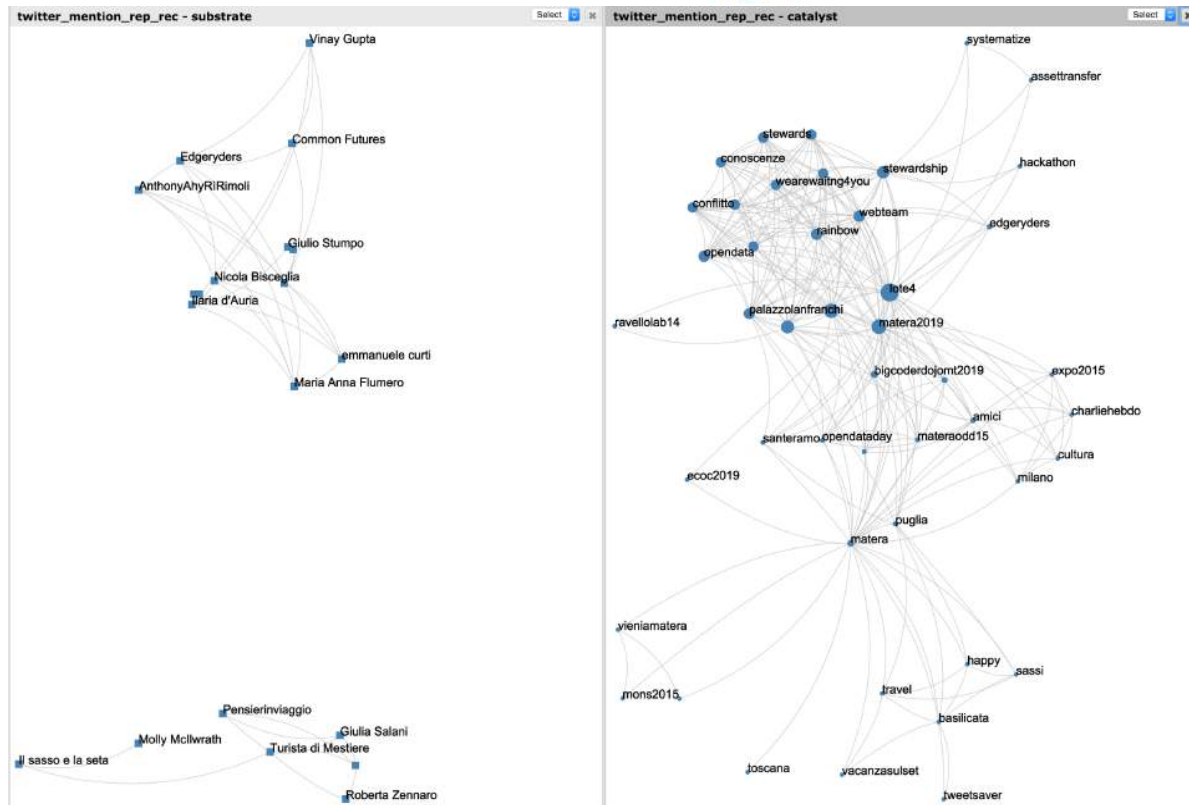 twitter_mention_rep_rec - substrate
Select
Vinay Gupta
Common Futures
Edgeryders
AnthonyAhyRìRimoli
Giulio Stumpo
Nicola Bisceglia
Ilaria d'Auria
emmanuele curti
Maria Anna Flumero
Pensierinviaggio
Giulia Salani
Molly McIlwrath
Turista di Mestiere
Il sasso e la seta
Roberta Zennaro
twitter_mention_rep_rec - catalyst
Select
systematize
assettransfer
stewards
conoscenze
hackathon
stewardship
wearewaitng4you
conflitto
webteam
edgeryders
rainbow
opendata
lote4
palazzolanfranchi
matera2019
ravellolab14
bigcoderdojomt2019
expo2015
charliehebdo
amici
santeramo
opendataday
materaodd15
cultura
ecoc2019
milano
puglia
matera
vieniamatera
happy
sassi
mons2015
travel
basilicata
toscana
vacanzasulset
tweetsaver